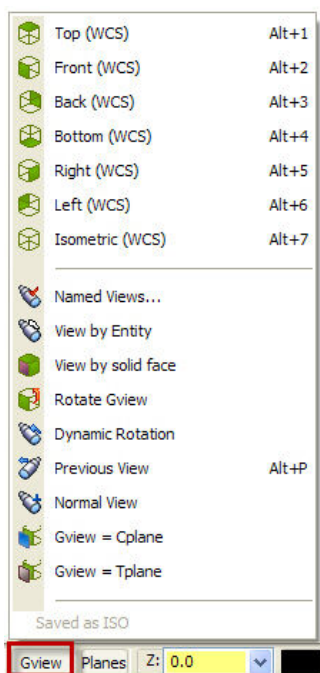 Top (WCS) Alt+1
Front (WCS) Alt+2
Back (WCS) Alt+3
Bottom (WCS) Alt+4
Right (WCS) Alt+5
Left (WCS) Alt+6
Isometric (WCS) Alt+7
Named Views...
View by Entity
View by solid face
Rotate Gview
Dynamic Rotation
Previous View Alt+P
Normal View
Gview = Cplane
Gview = Tplane
Saved as ISO
Gview Planes Z: 0.0